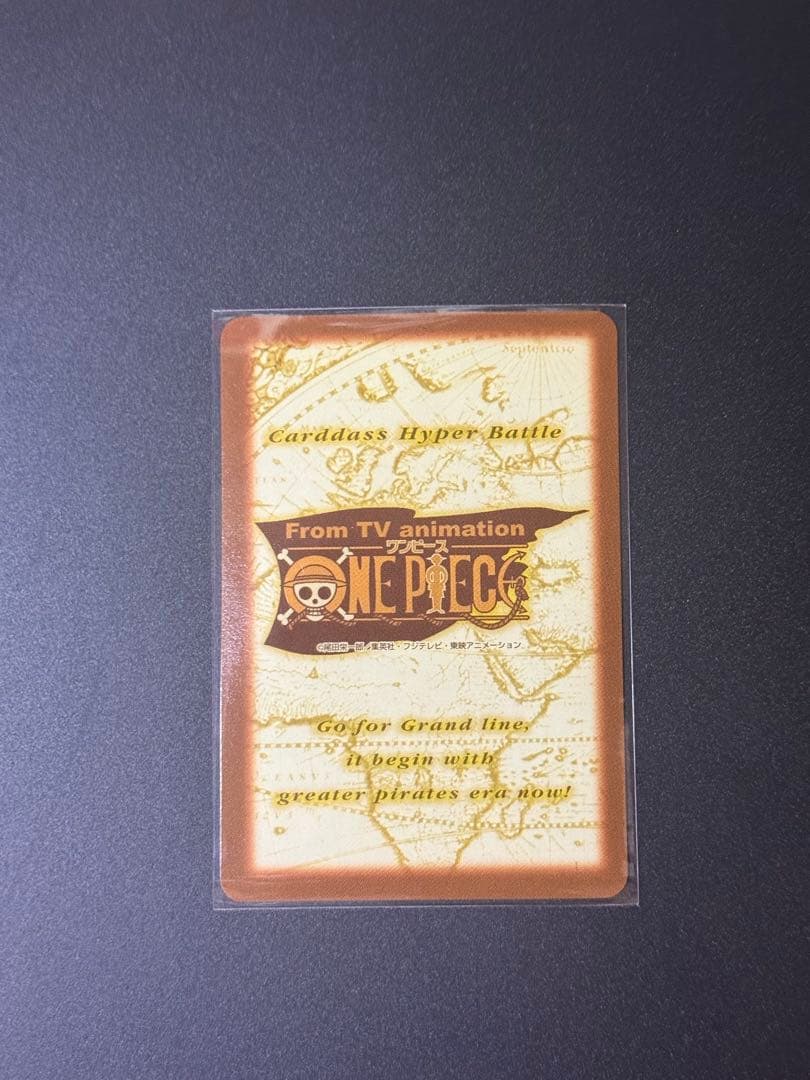 Septentrio
Carddass Hyper Battle
From TV animation
ワンピース
ONE PIECE
©尾田栄一郎・集英社・フジテレビ・東映アニメーション
Go for Grand line,
it begin with
greater pirates era now!